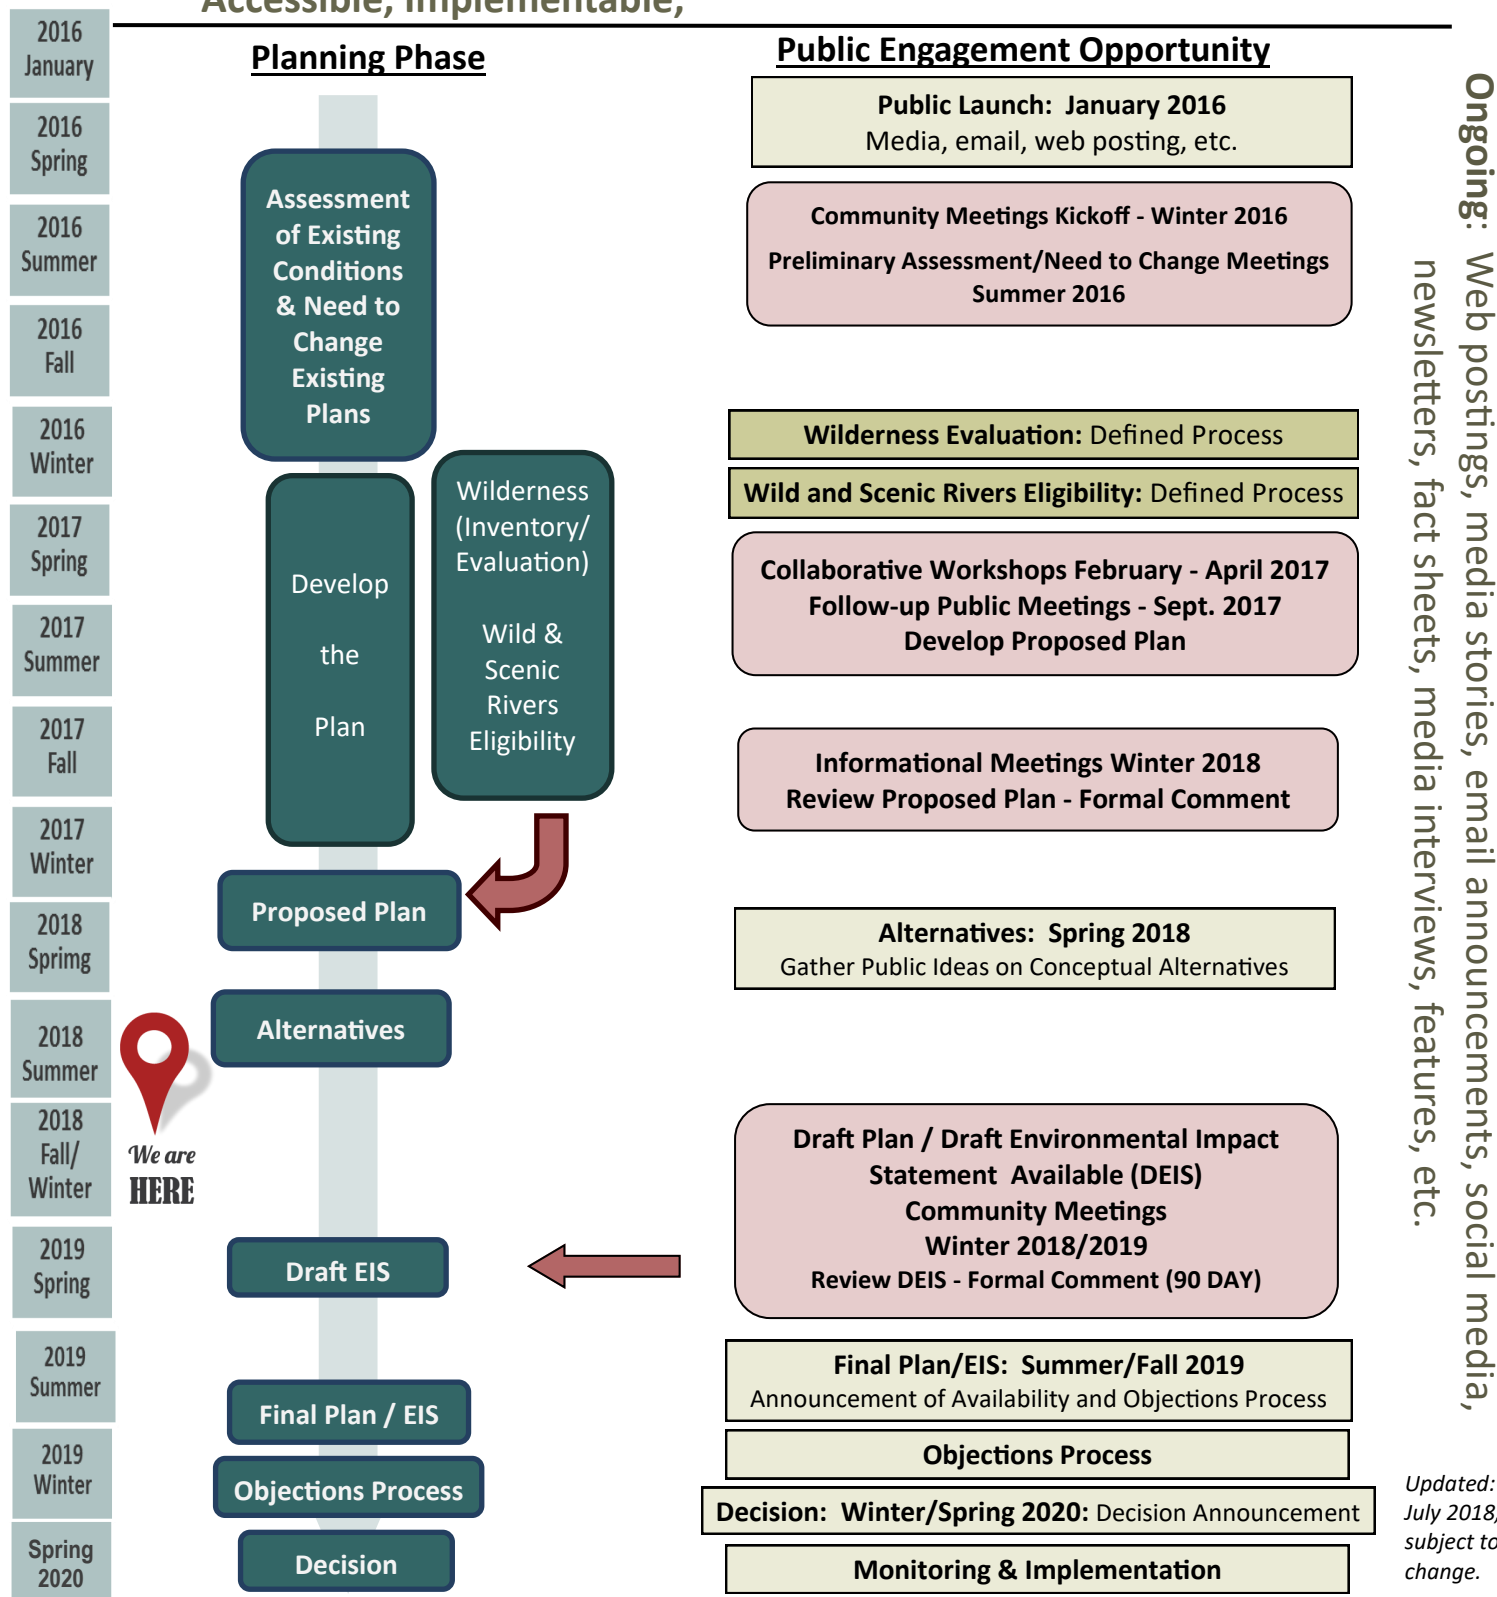 Accessible, Implementable,
Planning Phase
Public Engagement Opportunity
2016
January
2016
Spring
2016
Summer
2016
Fall
2016
Winter
2017
Spring
2017
Summer
2017
Fall
2017
Winter
2018
Sprimg
2018
Summer
2018
Fall/
Winter
2019
Spring
2019
Summer
2019
Winter
Spring
2020
We are
HERE
Assessment
of Existing
Conditions
& Need to
Change
Existing
Plans
Develop
the
Plan
Wilderness
(Inventory/
Evaluation)
Wild &
Scenic
Rivers
Eligibility
Proposed Plan
Alternatives
Draft EIS
Final Plan / EIS
Objections Process
Decision
Public Launch: January 2016
Media, email, web posting, etc.
Community Meetings Kickoff - Winter 2016
Preliminary Assessment/Need to Change Meetings
Summer 2016
Wilderness Evaluation: Defined Process
Wild and Scenic Rivers Eligibility: Defined Process
Collaborative Workshops February - April 2017
Follow-up Public Meetings - Sept. 2017
Develop Proposed Plan
Informational Meetings Winter 2018
Review Proposed Plan - Formal Comment
Alternatives: Spring 2018
Gather Public Ideas on Conceptual Alternatives
Draft Plan / Draft Environmental Impact
Statement Available (DEIS)
Community Meetings
Winter 2018/2019
Review DEIS - Formal Comment (90 DAY)
Final Plan/EIS: Summer/Fall 2019
Announcement of Availability and Objections Process
Objections Process
Decision: Winter/Spring 2020: Decision Announcement
Monitoring & Implementation
Ongoing: Web postings, media stories, email announcements, social media,
newsletters, fact sheets, media interviews, features, etc.
Updated:
July 2018,
subject to
change.